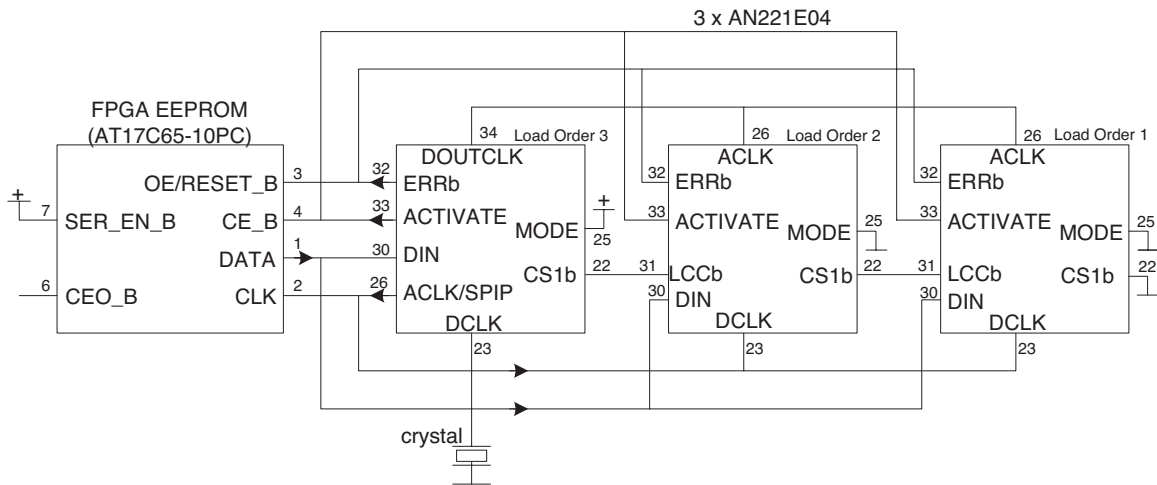 3 x AN221E04
FPGA EEPROM
(AT17C65-10PC)
OE/RESET_B
3
+
7
SER_EN_B
CE_B
4
DATA
1
6
CEO_B
CLK
2
34
Load Order 3
DOUTCLK
32
ERRb
33
ACTIVATE
+
MODE
25
30
DIN
CS1b
22
26
ACLK/SPIP
DCLK
23
crystal
26
Load Order 2
ACLK
32
ERRb
33
ACTIVATE
25
MODE
31
LCCb
CS1b
22
30
DIN
DCLK
23
26
Load Order 1
ACLK
32
ERRb
33
ACTIVATE
25
MODE
31
LCCb
CS1b
22
30
DIN
DCLK
23